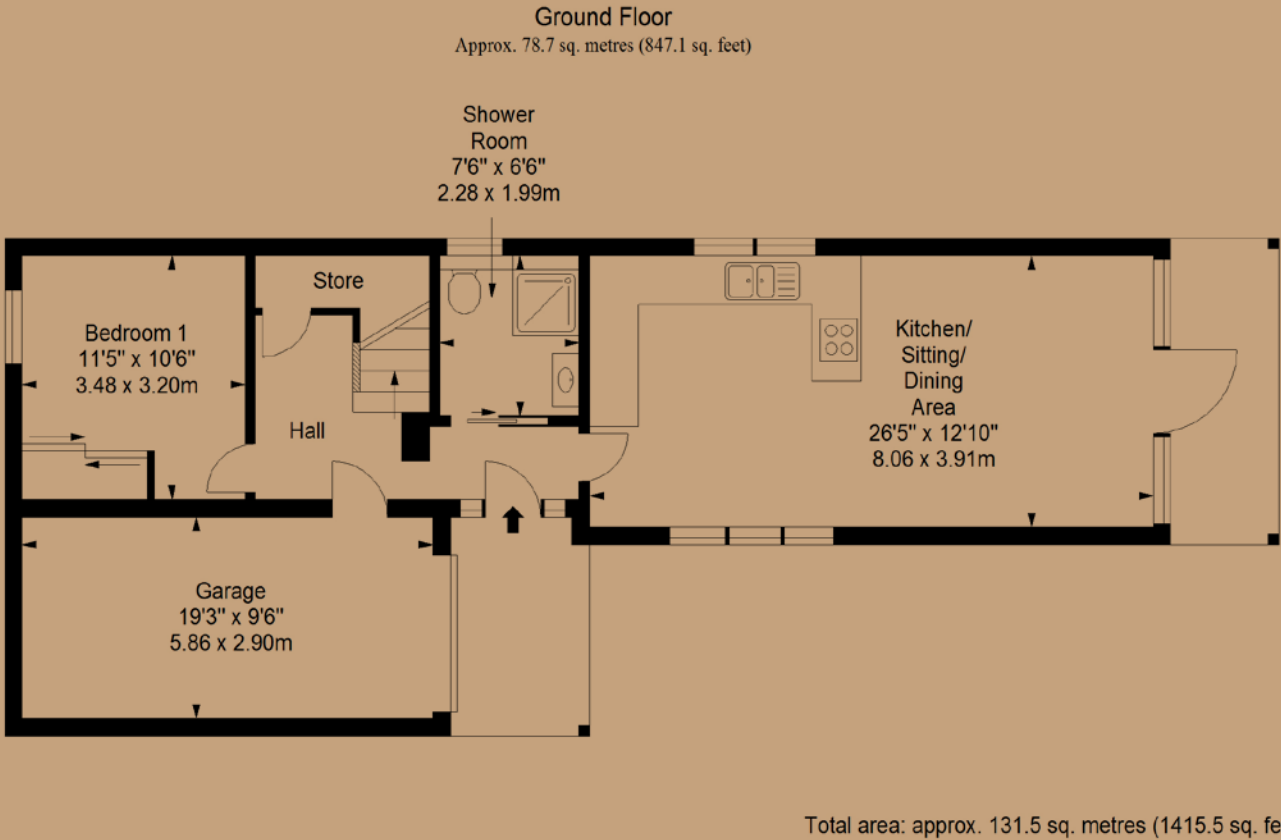 Ground Floor
Approx. 78.7 sq. metres (847.1 sq. feet)
Shower
Room
7'6" x 6'6"
2.28 x 1.99m
Store
Bedroom 1
11'5" x 10'6"
3.48 x 3.20m
Kitchen/
Sitting/
Dining
Area
26'5" x 12'10"
8.06 x 3.91m
Hall
Garage
19'3" x 9'6"
5.86 x 2.90m
Total area: approx. 131.5 sq. metres (1415.5 sq. fe